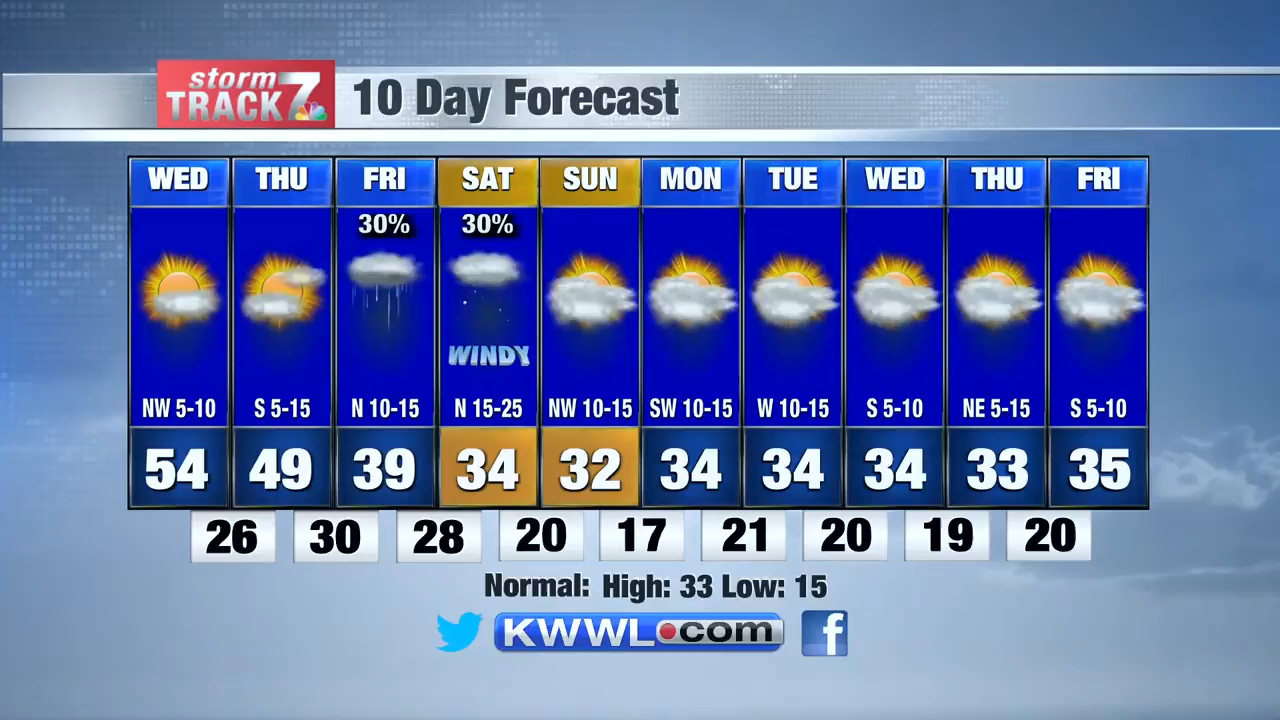 storm
TRACK 7
10 Day Forecast
WED THU FRI SAT SUN MON TUE WED THU FRI
30% 30%
WINDY
NW 5-10 S 5-15 N 10-15 N 15-25 NW 10-15 SW 10-15 W 10-15 S 5-10 NE 5-15 S 5-10
54 49 39 34 32 34 34 34 33 35
26 30 28 20 17 21 20 19 20
Normal: High: 33 Low: 15
KWWL.com f